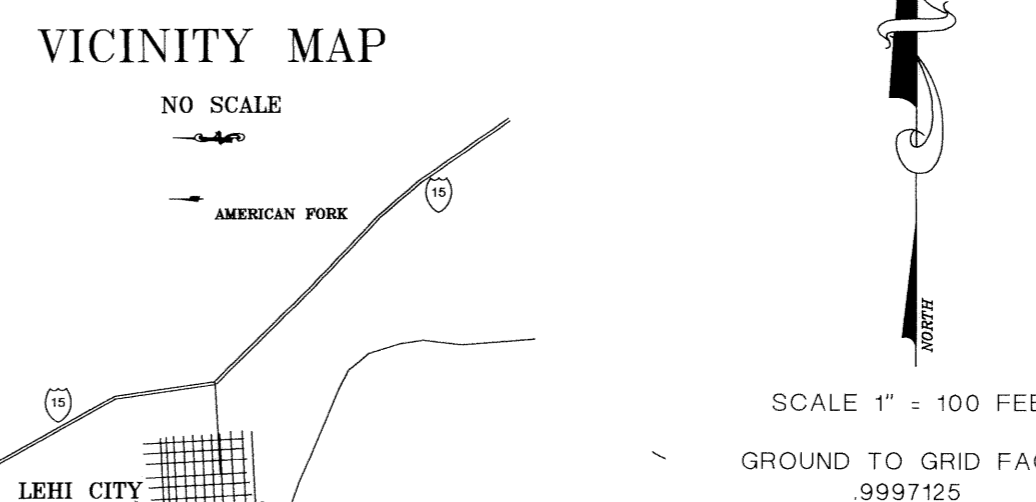 VICINITY MAP
NO SCALE
AMERICAN FORK
15
15
LEHI CITY
NORTH
SCALE 1" = 100 FEE
GROUND TO GRID FAC
.9997125